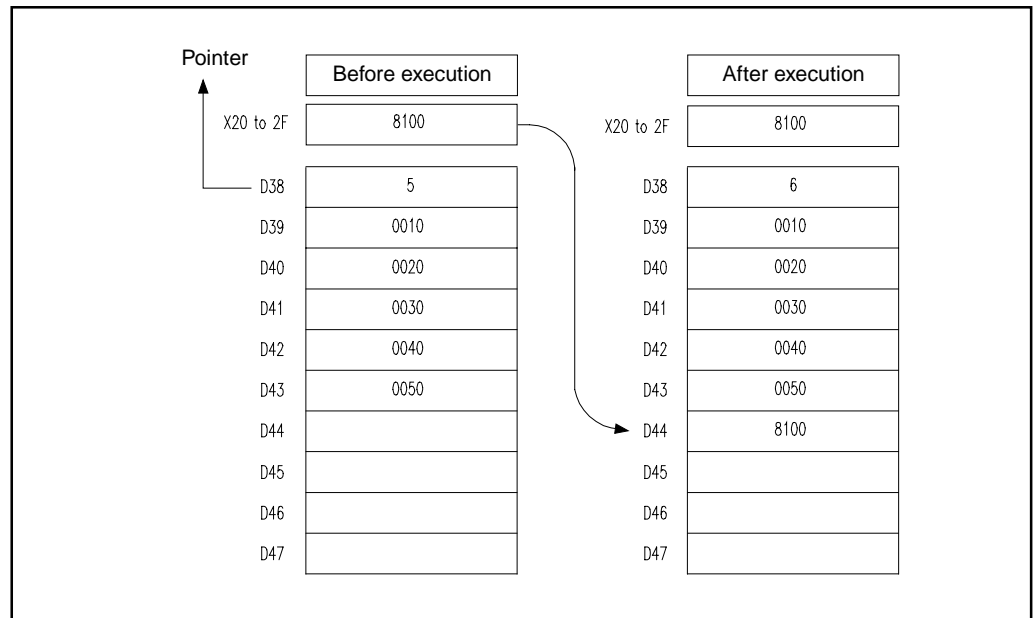 Pointer
Before execution After execution
X20 to 2F 8100 X20 to 2F 8100
D38 5 D38 6
D39 0010 D39 0010
D40 0020 D40 0020
D41 0030 D41 0030
D42 0040 D42 0040
D43 0050 D43 0050
D44 D44 8100
D45 D45
D46 D46
D47 D47